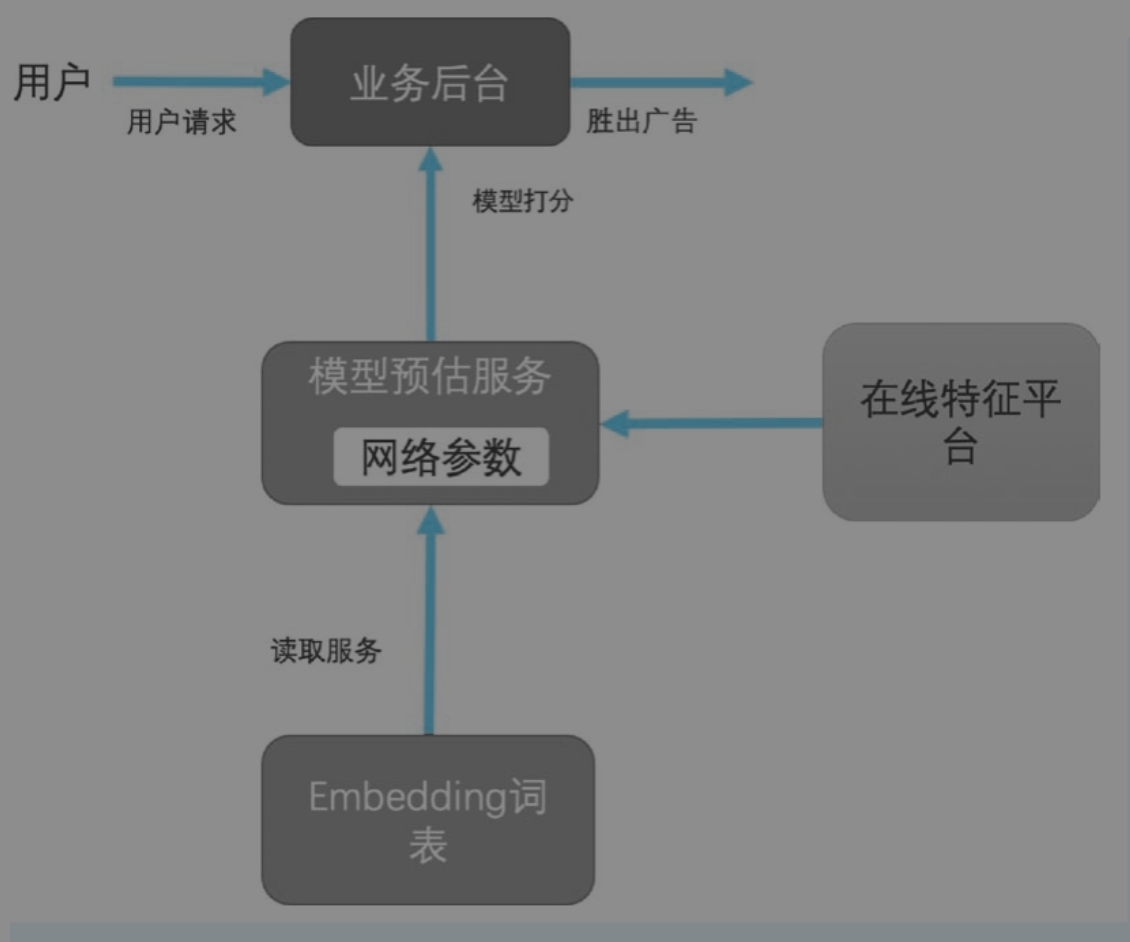 用户
业务后台
用户请求
胜出广告
模型打分
模型预估服务
网络参数
在线特征平
台
读取服务
Embedding词
表